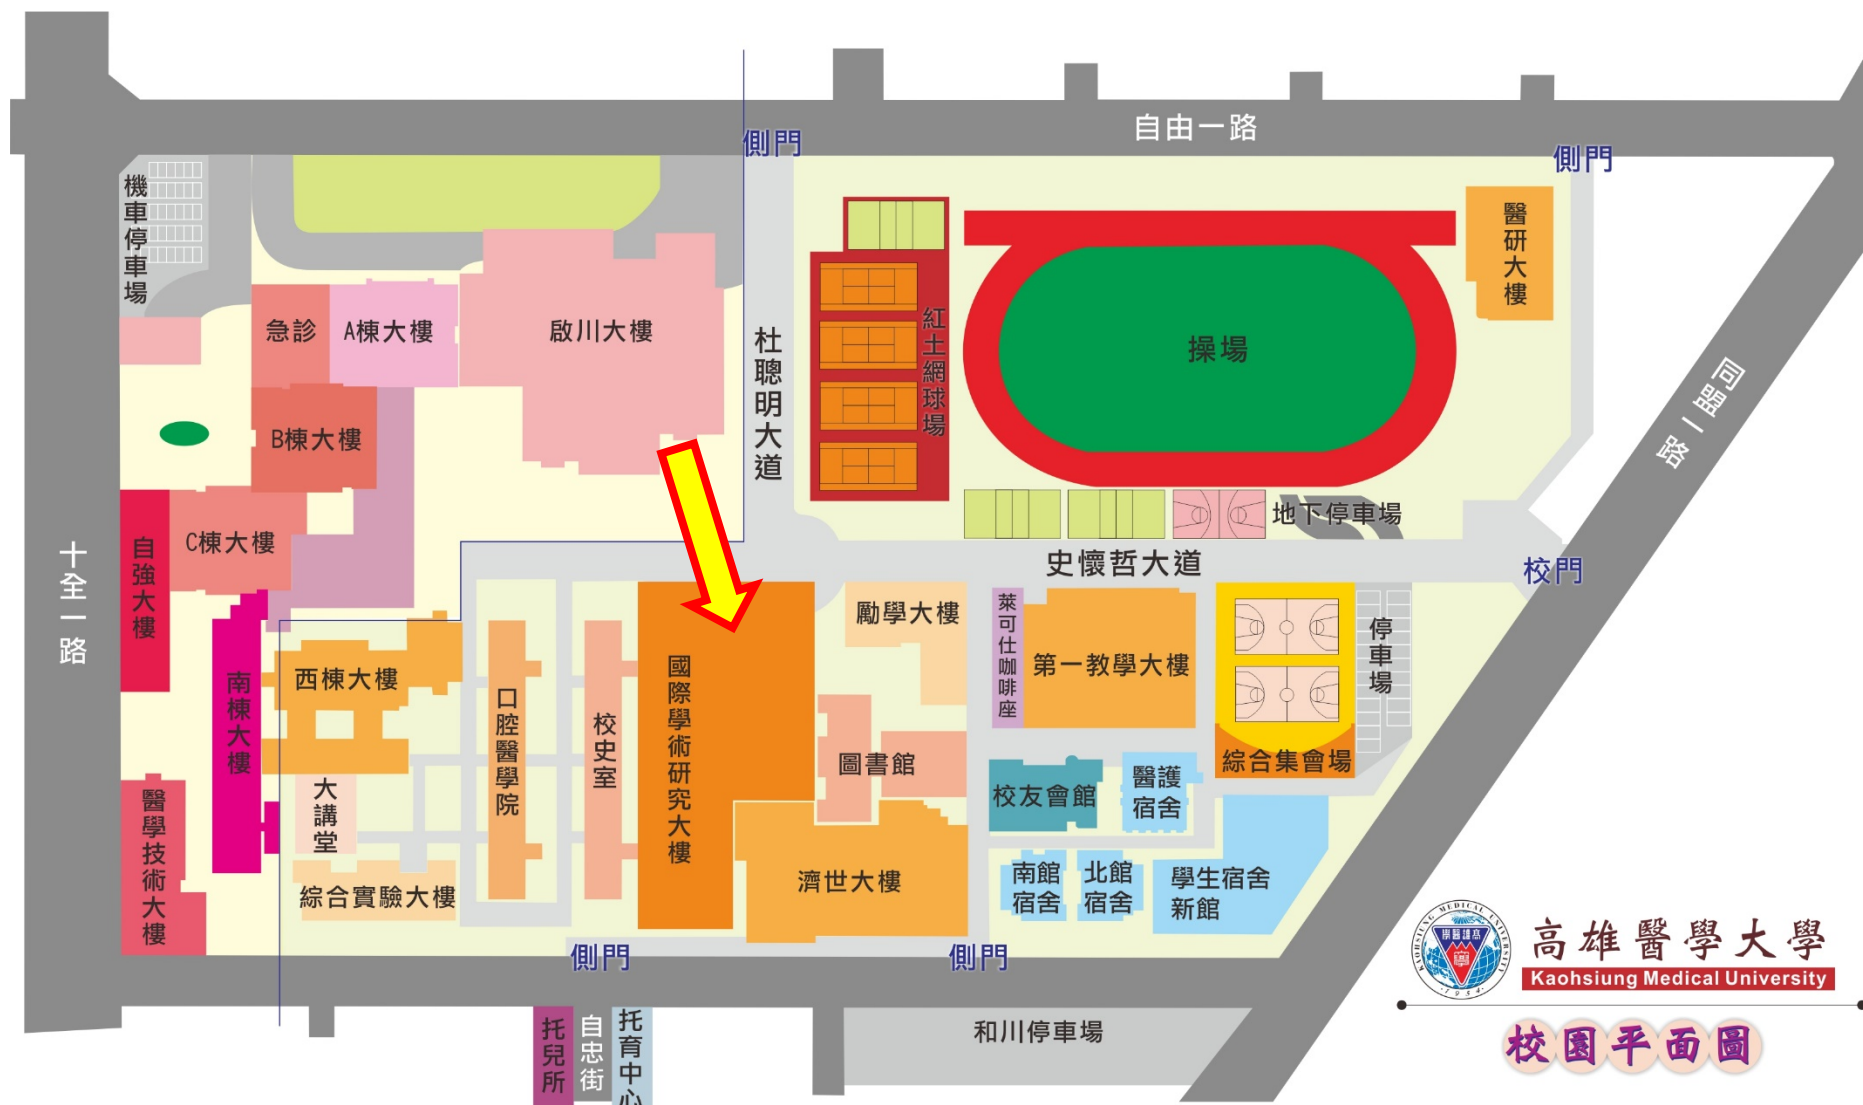 自由一路
側門
側門
機車停車場
醫研大樓
急診
A棟大樓
啟川大樓
杜聰明大道
紅土網球場
操場
同盟一路
B棟大樓
C棟大樓
自強大樓
十全一路
地下停車場
史懷哲大道
校門
勵學大樓
萊可仕咖啡座
第一教學大樓
停車場
南棟大樓
西棟大樓
口腔醫學院
校史室
國際學術研究大樓
圖書館
綜合集會場
校友會館
醫護
宿舍
醫學技術大樓
大講堂
綜合實驗大樓
濟世大樓
南館
宿舍
北館
宿舍
學生宿舍
新館
側門
側門
托兒所
自忠街
托育中心
和川停車場
KAOHSIUNG MEDICAL UNIVERSITY
1954
高雄醫學大學
Kaohsiung Medical University
校園平面圖